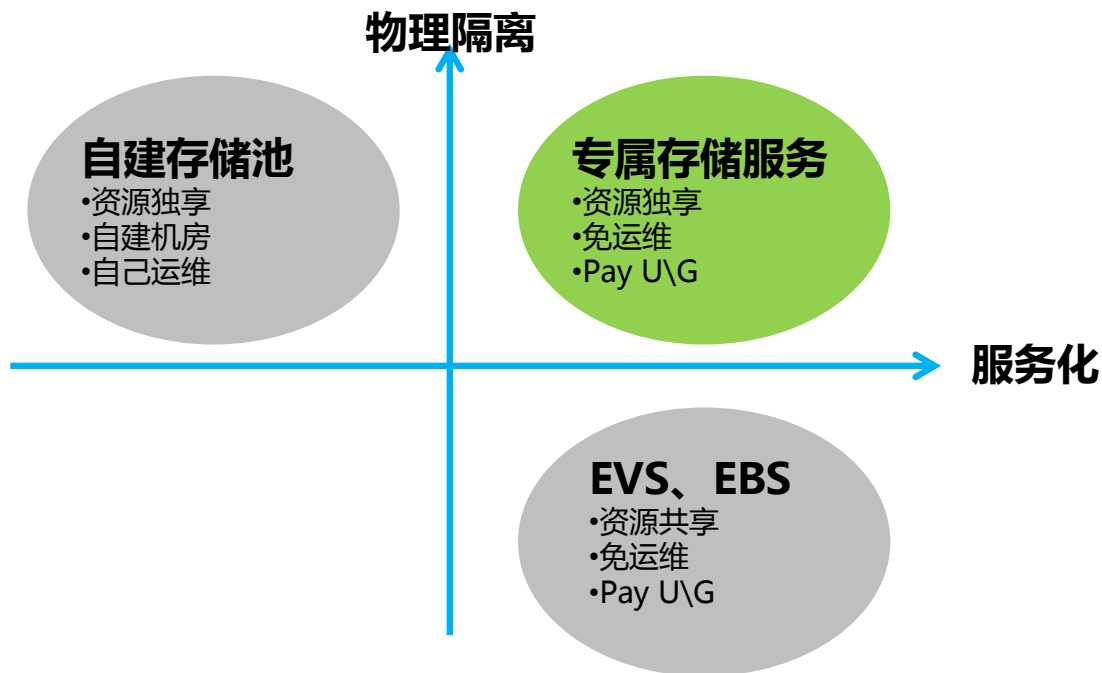 物理隔离
自建存储池
•资源独享
•自建机房
•自己运维
专属存储服务
•资源独享
•免运维
•Pay U\G
服务化
EVS、EBS
•资源共享
•免运维
•Pay U\G